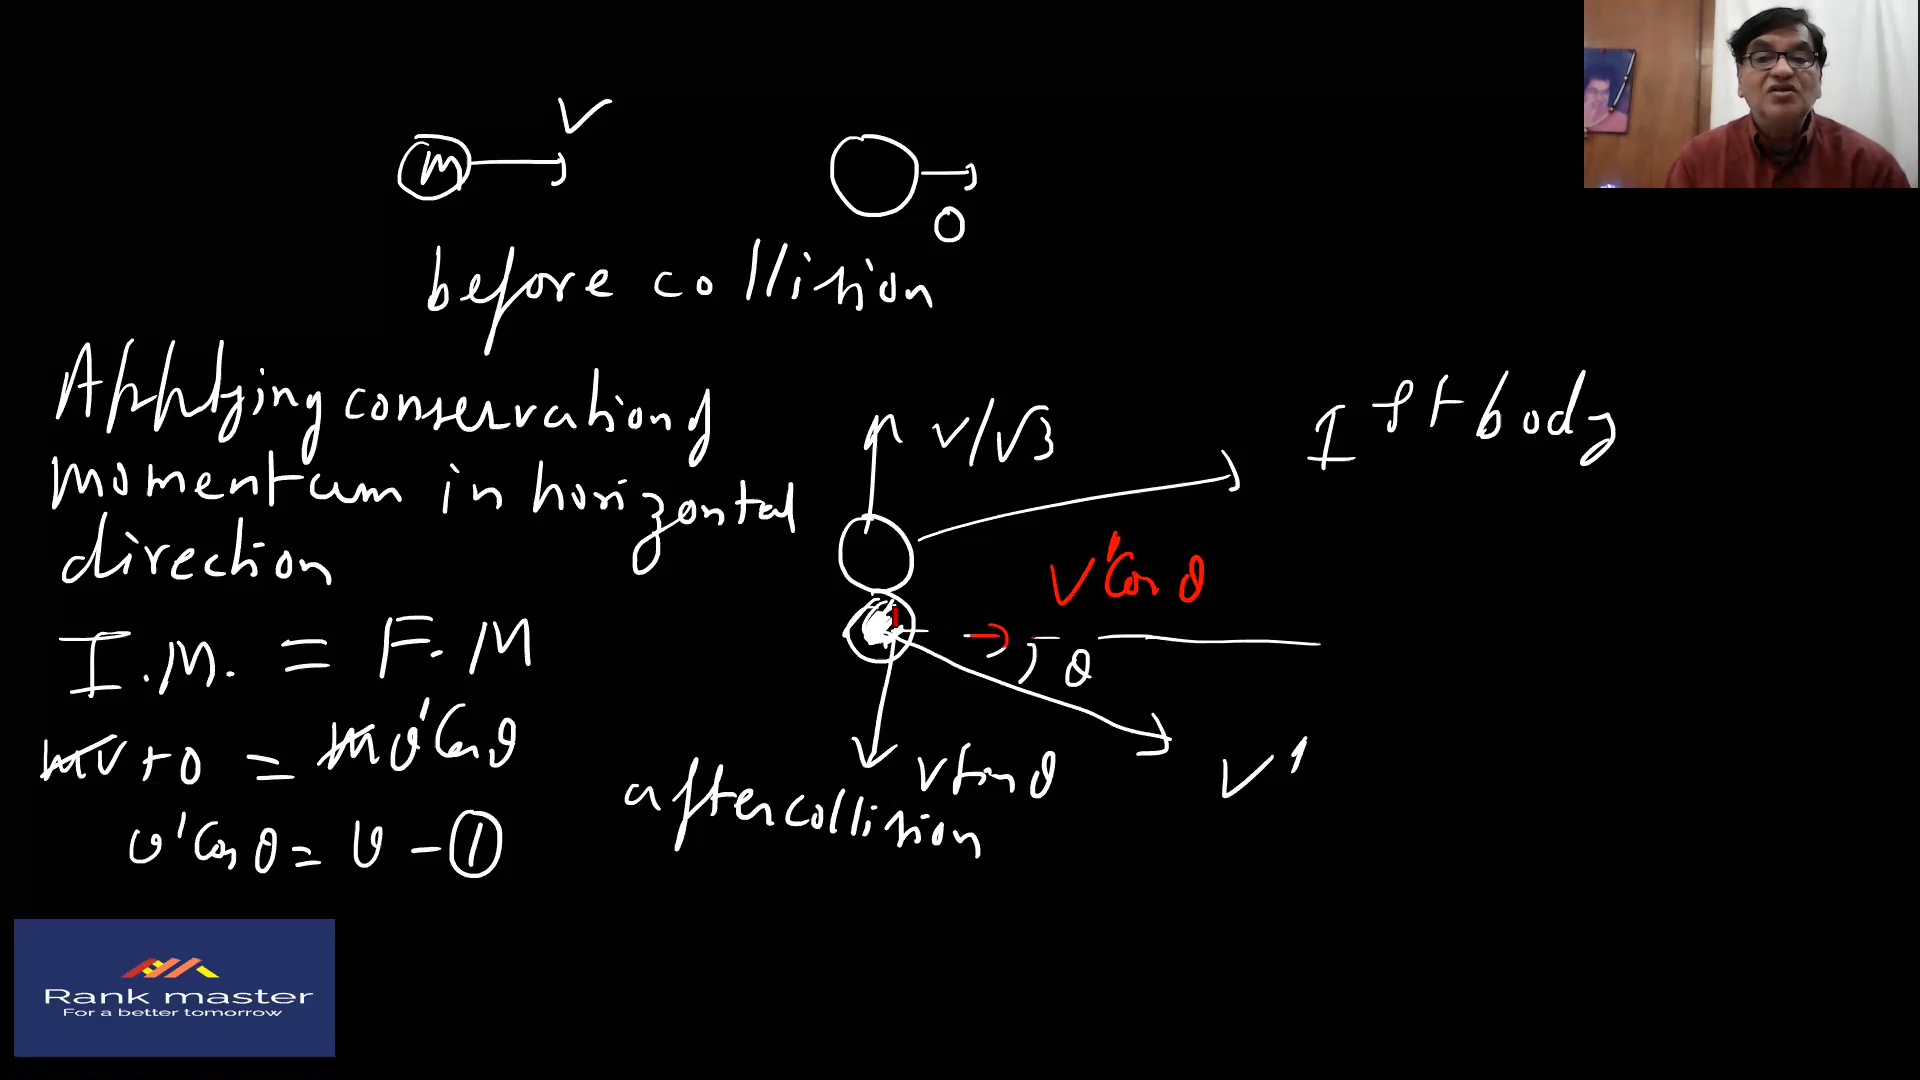 V
m
0
before collision
Applying conservation of
momentum in horizontal
direction
I.M. = F.M
mv + 0 = mv'Cosθ
v'Cosθ = v - ①
V/√3
Ist body
V'Cosθ
θ
V'
Vsinθ
after collision
Rank master
For a better tomorrow